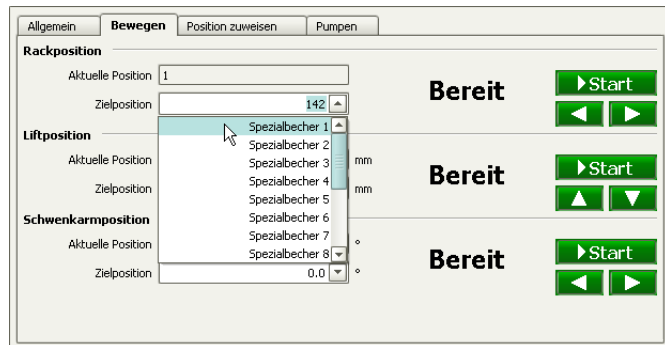 Allgemein Bewegen Position zuweisen Pumpen
Rackposition
Aktuelle Position 1
Bereit
Start
Zielposition 142
Spezialbecher 1
Liftposition
Spezialbecher 2
Aktuelle Position Spezialbecher 3 mm
Bereit
Start
Zielposition Spezialbecher 4 mm
Spezialbecher 5
Schwenkarmposition Spezialbecher 6
Aktuelle Position Spezialbecher 7 °
Bereit
Start
Spezialbecher 8
Zielposition 0.0 °